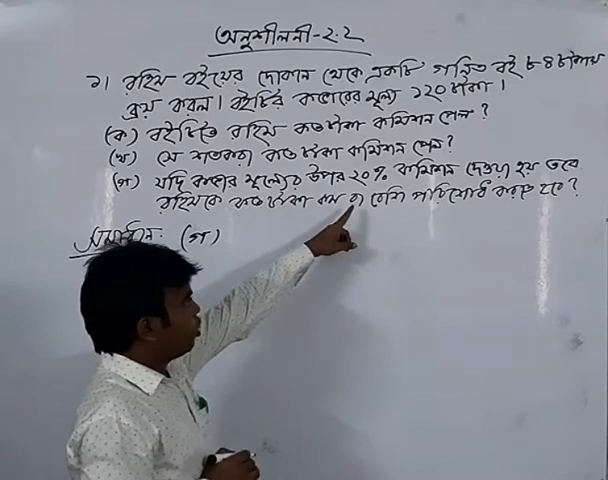 অনুশীলনী-২.২
১। রহিম বইয়ের দোকান থেকে একটি গণিত বই ৮৪ টাকায়
ক্রয় করল। বইটির কভারের মূল্য ১২০ টাকা।
(ক) বইটিতে রহিম কত টাকা কমিশন পেল?
(খ) সে শতকরা কত টাকা কমিশন পেল?
(গ) যদি কভার মূল্যের উপর ২০% কমিশন দেওয়া হয় তবে
রহিমকে কত টাকা কম বা বেশি পরিশোধ করতে হবে?
সমাধান (গ)